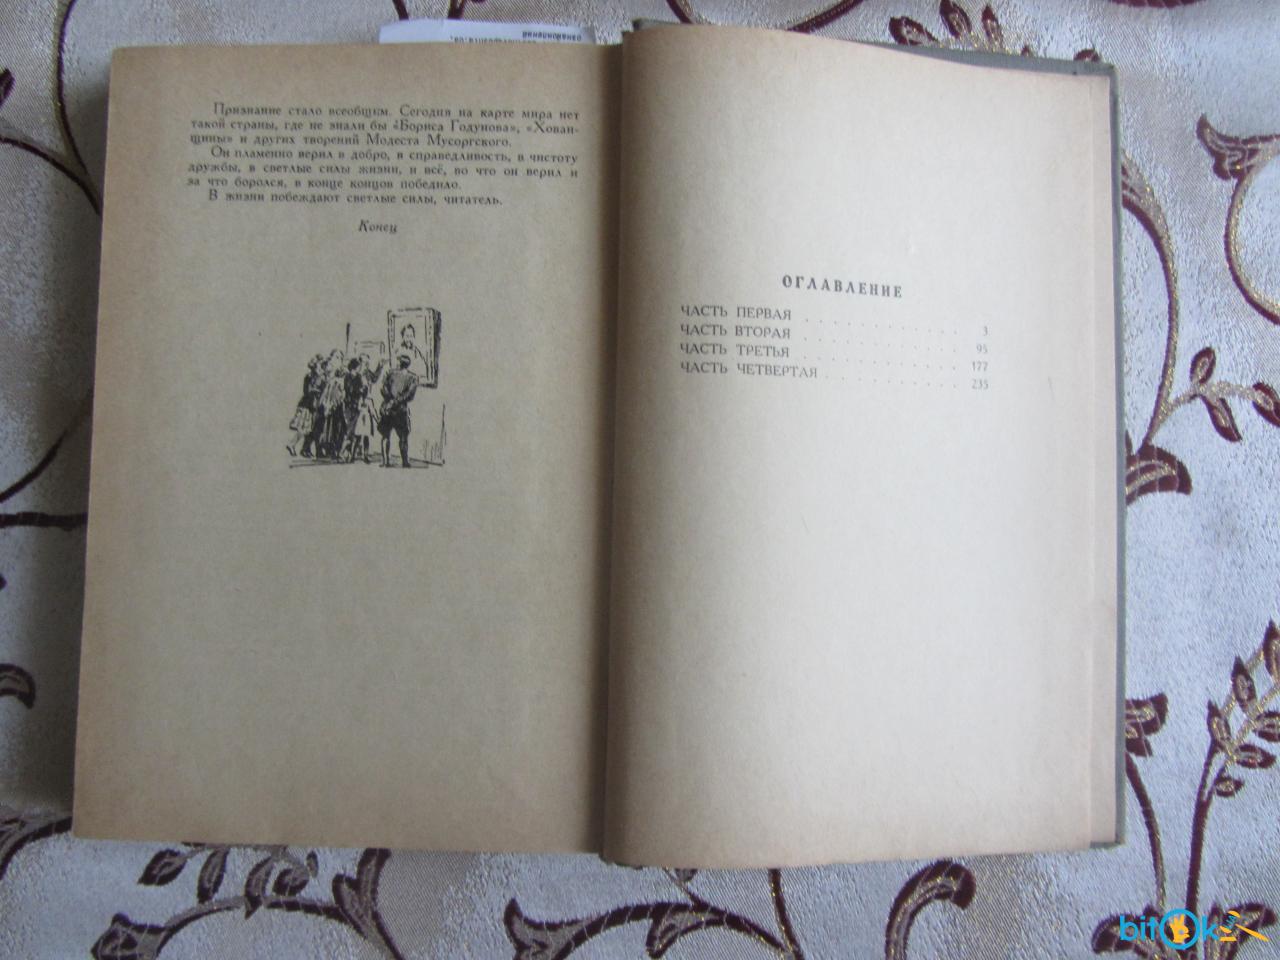 Признание стало всеобщим. Сегодня на карте мира нет
такой страны, где не знали бы «Бориса Годунова», «Хован-
щины» и других творений Модеста Мусоргского.
Он пламенно верил в добро, в справедливость, в чистоту
дружбы, в светлые силы жизни, и всё, во что он верил и
за что боролся, в конце концов победило.
В жизни побеждают светлые силы, читатель.
Конец
ОГЛАВЛЕНИЕ
ЧАСТЬ ПЕРВАЯ . . . . . . . . . . . 3
ЧАСТЬ ВТОРАЯ . . . . . . . . . . . 95
ЧАСТЬ ТРЕТЬЯ . . . . . . . . . . . 177
ЧАСТЬ ЧЕТВЕРТАЯ . . . . . . . . . . 235
bitOk